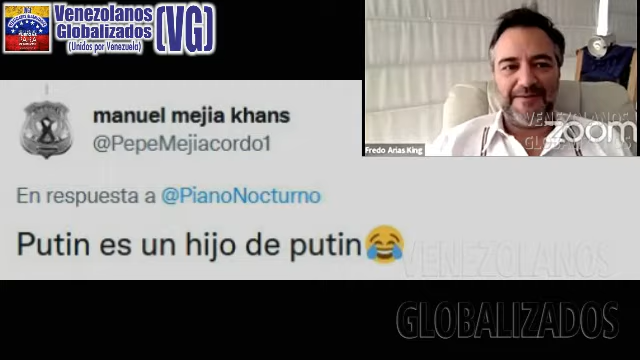 Venezolanos
Globalizados
(Unidos por Venezuela)
(VG)
manuel mejia khans
@PepeMejiacordo1
En respuesta a @PianoNocturno
Putin es un hijo de putin😂
Fredo Arias King
zoom
VENEZOLANOS
GLOBALIZADOS